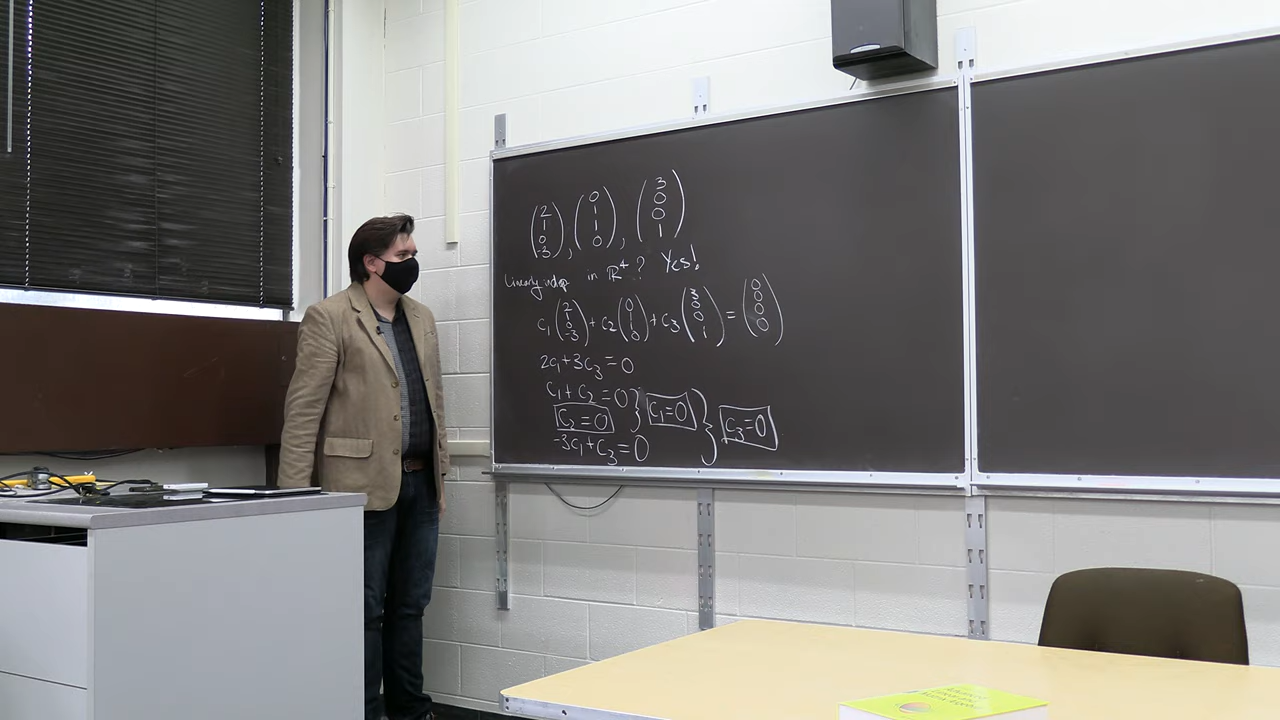 (2 1 0 -3), (0 1 1 0), (3 0 0 1)
Linearly indep in ℝ⁴? Yes!
c₁(2 1 0 -3) + c₂(0 1 1 0) + c₃(3 0 0 1) = (0 0 0 0)
2c₁+3c₃=0
c₁+c₂=0
c₂=0 } c₁=0 } c₃=0
-3c₁+c₃=0